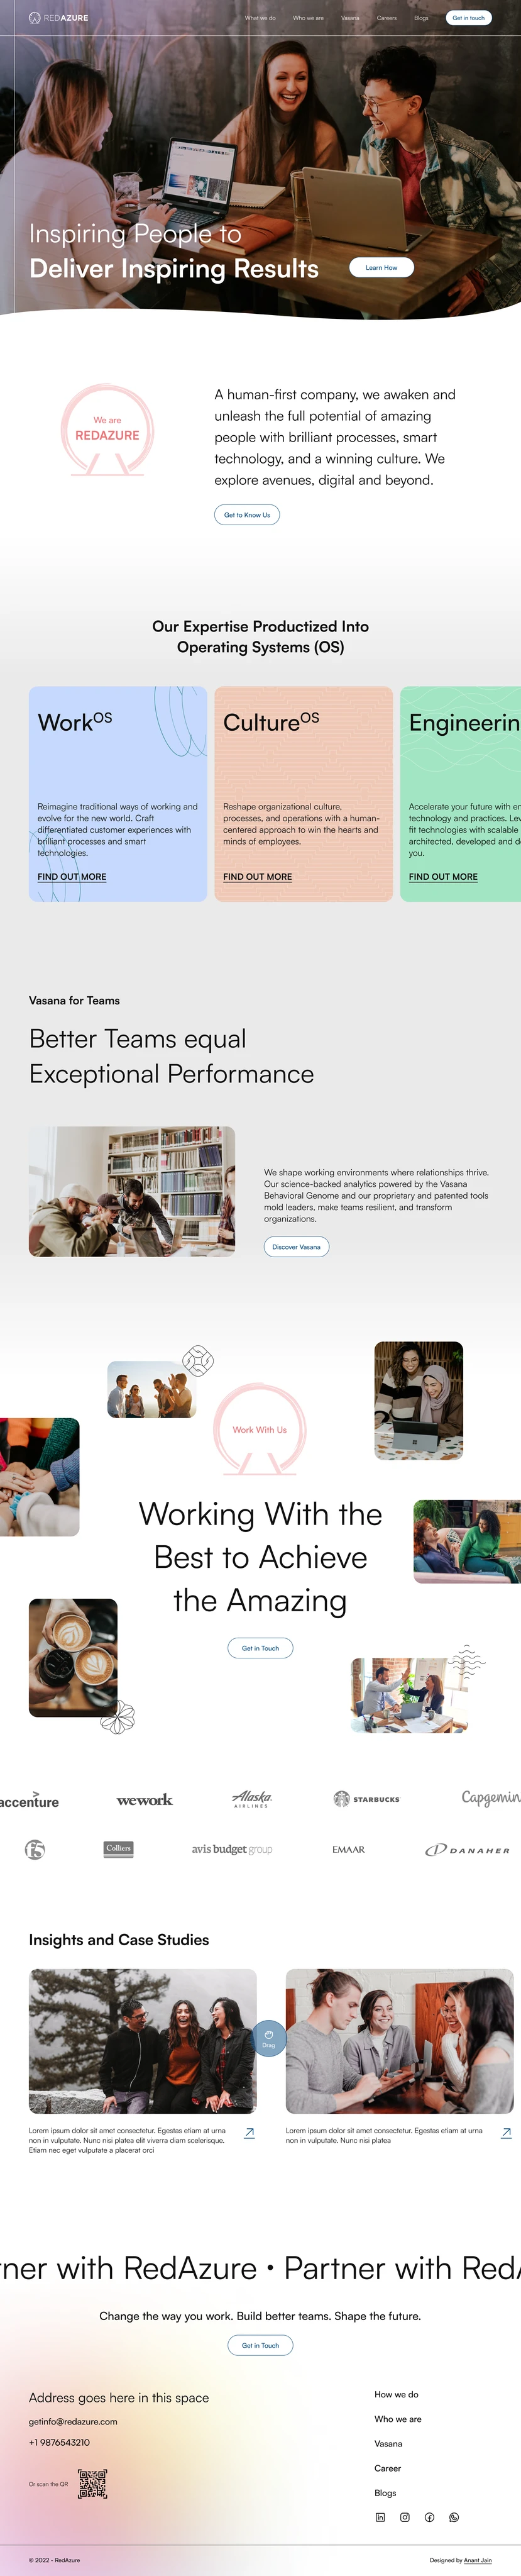 REDAZURE
What we do
Who we are
Vasana
Careers
Blogs
Get in touch
Inspiring People to
Deliver Inspiring Results
Learn How
We are
REDAZURE
A human-first company, we awaken and
unleash the full potential of amazing
people with brilliant processes, smart
technology, and a winning culture. We
explore avenues, digital and beyond.
Get to Know Us
Our Expertise Productized Into
Operating Systems (OS)
WorkOS
Reimagine traditional ways of working and
evolve for the new world. Craft
differentiated customer experiences with
brilliant processes and smart
technologies.
FIND OUT MORE
CultureOS
Reshape organizational culture,
processes, and operations with a human-
centered approach to win the hearts and
minds of employees.
FIND OUT MORE
Engineerin
Accelerate your future with en
technology and practices. Lev
fit technologies with scalable
architected, developed and d
you.
FIND OUT MORE
Vasana for Teams
Better Teams equal
Exceptional Performance
We shape working environments where relationships thrive.
Our science-backed analytics powered by the Vasana
Behavioral Genome and our proprietary and patented tools
mold leaders, make teams resilient, and transform
organizations.
Discover Vasana
Work With Us
Working With the
Best to Achieve
the Amazing
Get in Touch
accenture
wework
Alaska
AIRLINES
STARBUCKS
Capgemin
f5
Colliers
avis budget group
EMAAR
DANAHER
Insights and Case Studies
Drag
Lorem ipsum dolor sit amet consectetur. Egestas etiam at urna
non in vulputate. Nunc nisi platea elit viverra diam scelerisque.
Etiam nec eget vulputate a placerat orci
Lorem ipsum dolor sit amet consectetur. Egestas etiam at urna
non in vulputate. Nunc nisi platea
tner with RedAzure • Partner with RedA
Change the way you work. Build better teams. Shape the future.
Get in Touch
Address goes here in this space
getinfo@redazure.com
+1 9876543210
Or scan the QR
How we do
Who we are
Vasana
Career
Blogs
© 2022 - RedAzure
Designed by Anant Jain